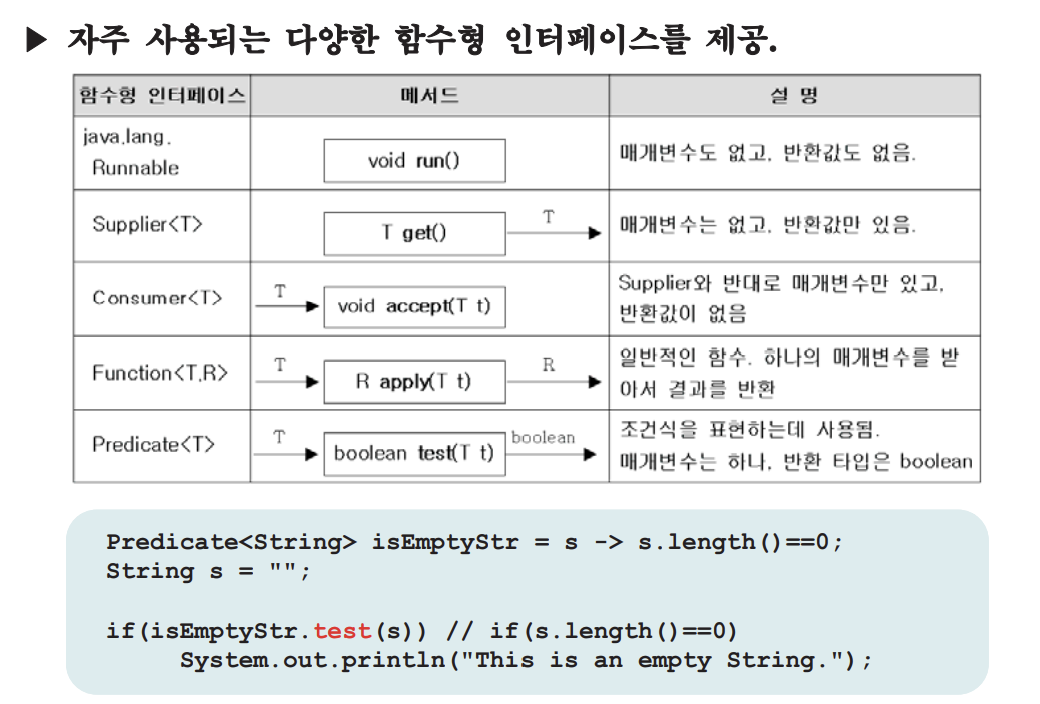 ▶ 자주 사용되는 다양한 함수형 인터페이스를 제공.
함수형 인터페이스 메서드 설 명
java.lang.
Runnable
void run()
매개변수도 없고, 반환값도 없음.
Supplier<T>
T get()
T
매개변수는 없고, 반환값만 있음.
Consumer<T>
T
void accept(T t)
Supplier와 반대로 매개변수만 있고,
반환값이 없음
Function<T,R>
T
R apply(T t)
R
일반적인 함수. 하나의 매개변수를 받
아서 결과를 반환
Predicate<T>
T
boolean test(T t)
boolean
조건식을 표현하는데 사용됨.
매개변수는 하나, 반환 타입은 boolean
Predicate<String> isEmptyStr = s -> s.length()==0;
String s = "";
if(isEmptyStr.test(s)) // if(s.length()==0)
System.out.println("This is an empty String.");